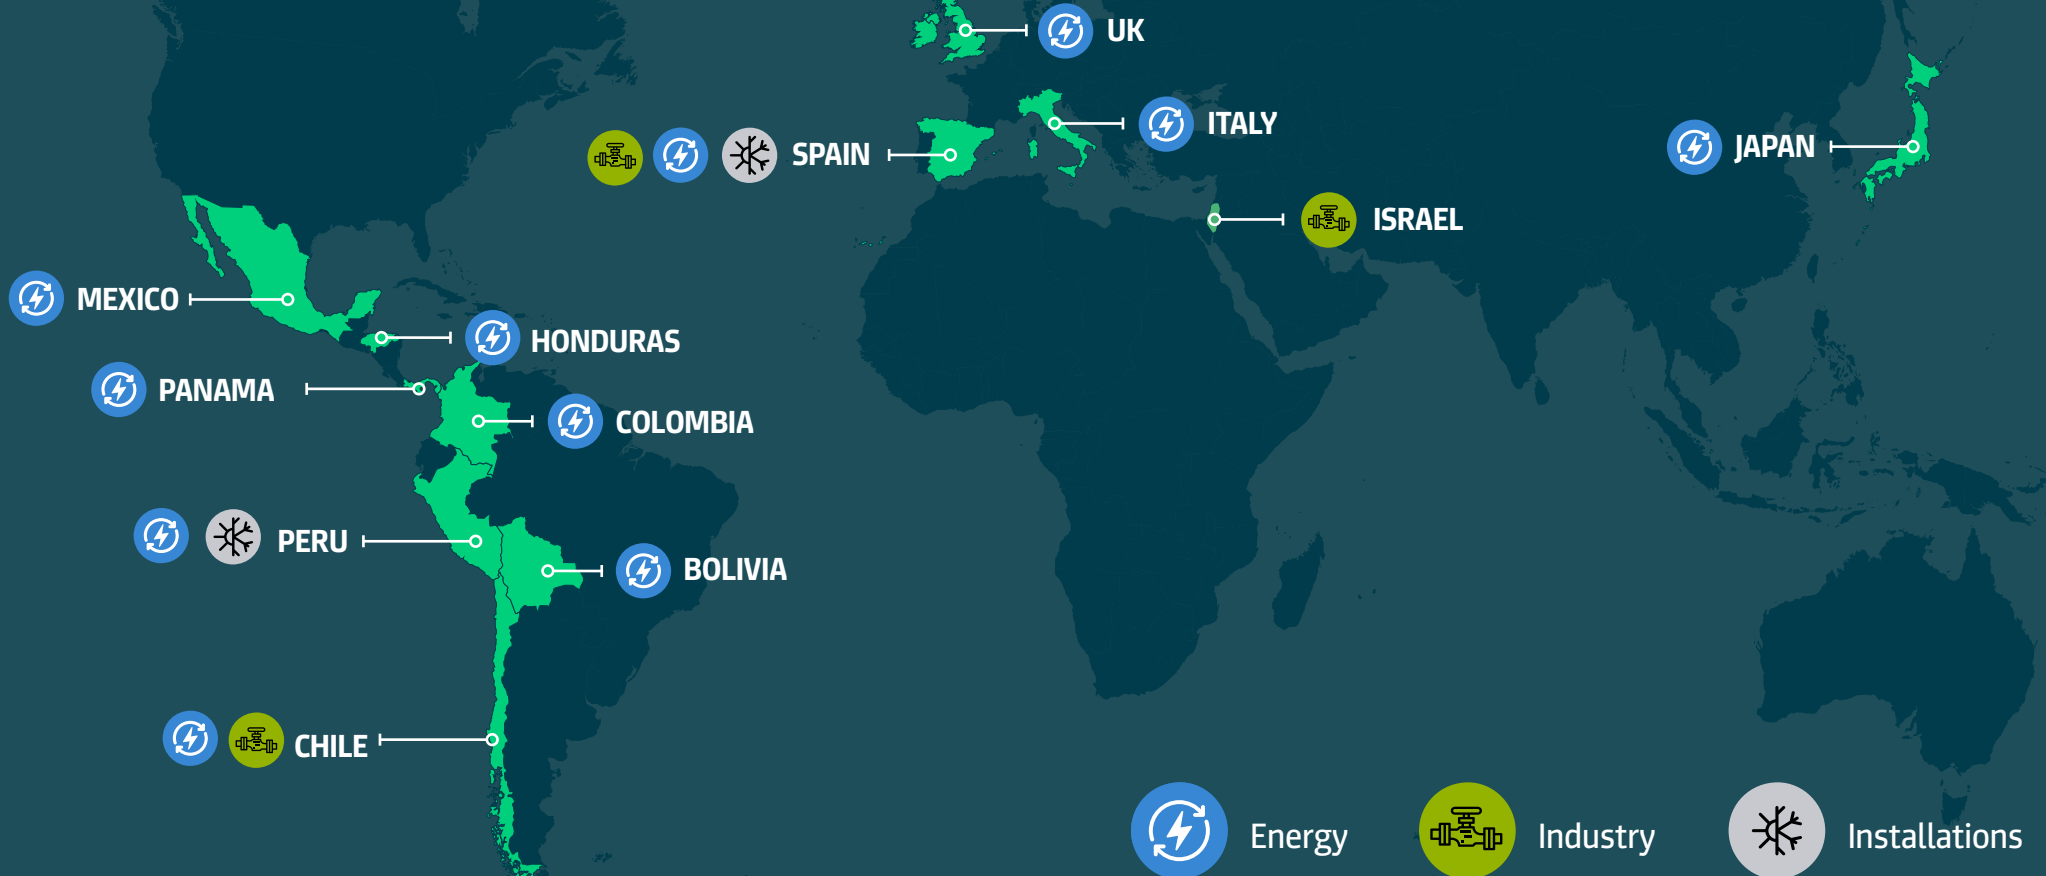 UK
ITALY
SPAIN
JAPAN
ISRAEL
MEXICO
HONDURAS
PANAMA
COLOMBIA
PERU
BOLIVIA
CHILE
Energy
Industry
Installations